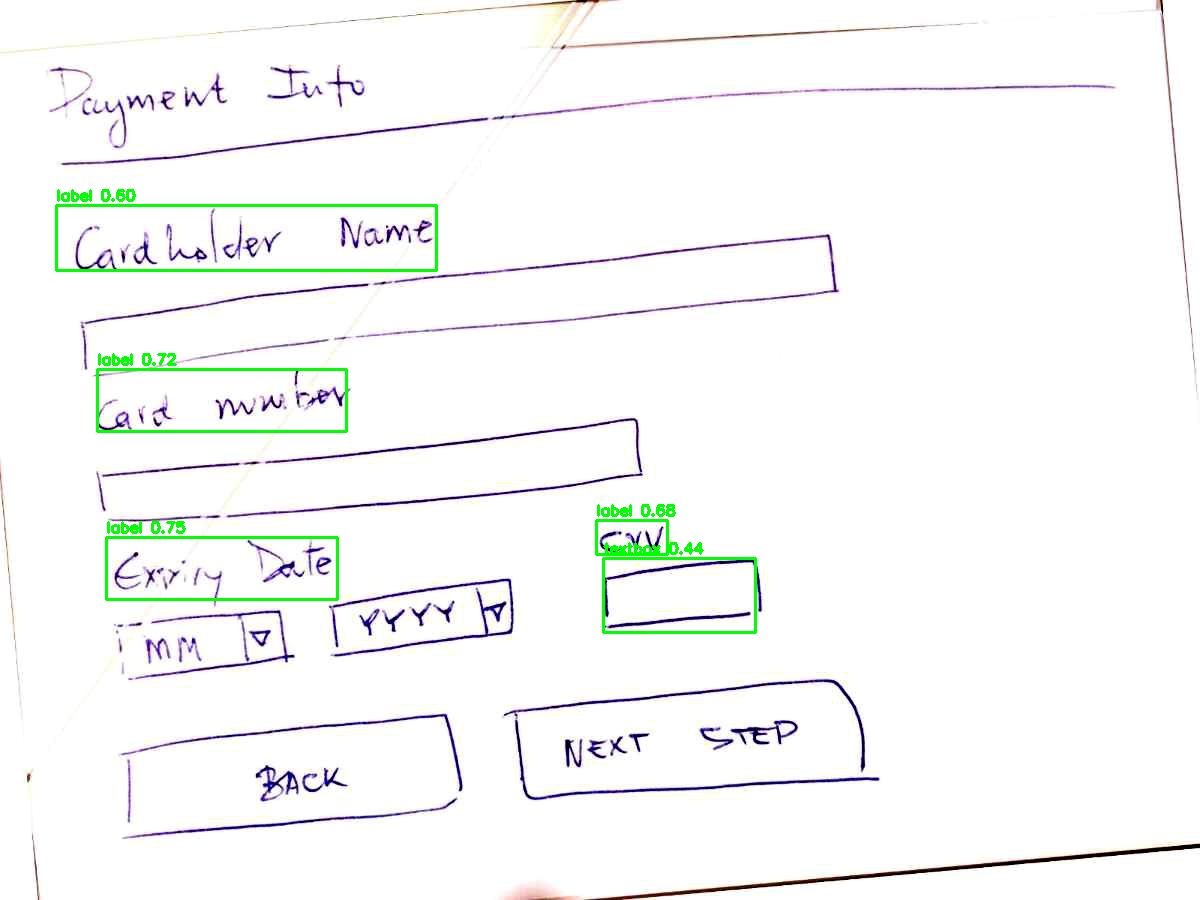 Payment Info
label 0.60
Cardholder Name
label 0.72
Card number
label 0.75
Expiry Date
label 0.68
CVV
textbox 0.44
MM
YYYY
BACK
NEXT STEP